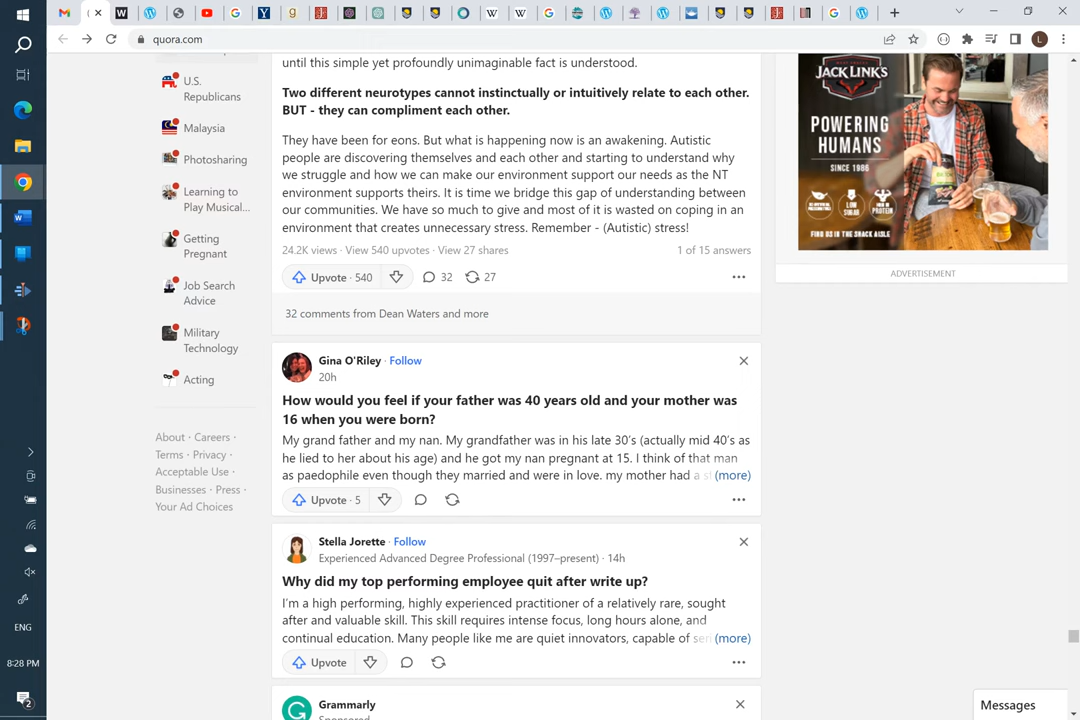 quora.com
L
until this simple yet profoundly unimaginable fact is understood.
Two different neurotypes cannot instinctually or intuitively relate to each other.
BUT - they can compliment each other.
They have been for eons. But what is happening now is an awakening. Autistic
people are discovering themselves and each other and starting to understand why
we struggle and how we can make our environment support our needs as the NT
environment supports theirs. It is time we bridge this gap of understanding between
our communities. We have so much to give and most of it is wasted on coping in an
environment that creates unnecessary stress. Remember - (Autistic) stress!
24.2K views · View 540 upvotes · View 27 shares
1 of 15 answers
Upvote · 540
32
27
32 comments from Dean Waters and more
Gina O'Riley · Follow
20h
How would you feel if your father was 40 years old and your mother was
16 when you were born?
My grand father and my nan. My grandfather was in his late 30's (actually mid 40's as
he lied to her about his age) and he got my nan pregnant at 15. I think of that man
as paedophile even though they married and were in love. my mother had a (more)
Upvote · 5
Stella Jorette · Follow
Experienced Advanced Degree Professional (1997–present) · 14h
Why did my top performing employee quit after write up?
I'm a high performing, highly experienced practitioner of a relatively rare, sought
after and valuable skill. This skill requires intense focus, long hours alone, and
continual education. Many people like me are quiet innovators, capable of (more)
Upvote
Grammarly
U.S.
Republicans
Malaysia
Photosharing
Learning to
Play Musical...
Getting
Pregnant
Job Search
Advice
Military
Technology
Acting
About · Careers ·
Terms · Privacy ·
Acceptable Use ·
Businesses · Press ·
Your Ad Choices
JACK LINK'S
POWERING
HUMANS
SINCE 1986
LOW
SUGAR
FIND US IN THE SNACK AISLE
ADVERTISEMENT
Messages
ENG
8:28 PM
2